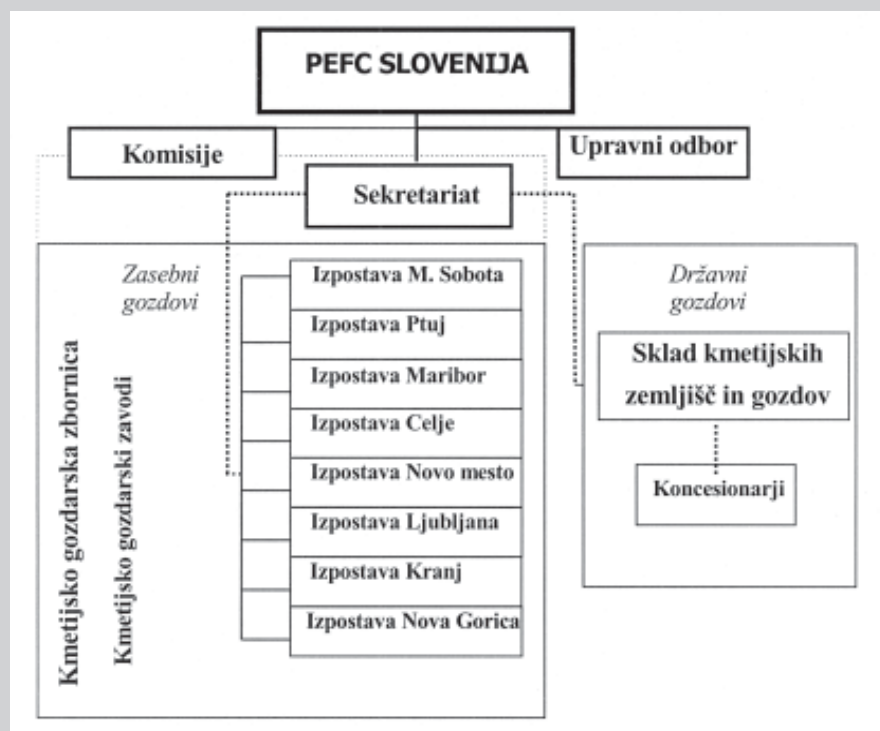 PEFC SLOVENIJA
Komisije
Upravni odbor
Sekretariat
Zasebni
gozdovi
Kmetijsko gozdarska zbornica
Kmetijsko gozdarski zavodi
Izpostava M. Sobota
Izpostava Ptuj
Izpostava Maribor
Izpostava Celje
Izpostava Novo mesto
Izpostava Ljubljana
Izpostava Kranj
Izpostava Nova Gorica
Državni
gozdovi
Sklad kmetijskih
zemljišč in gozdov
Koncesionarji